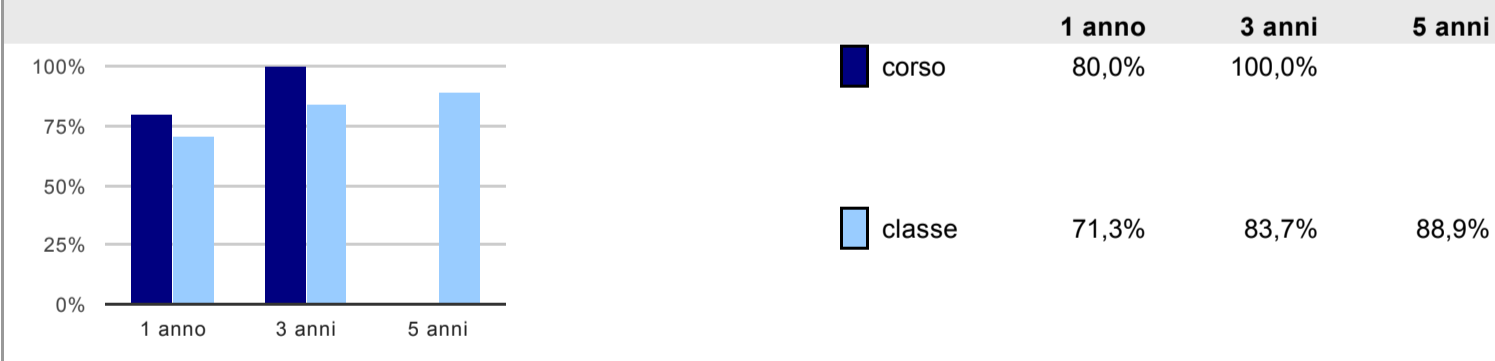 1 anno 3 anni 5 anni
100%
75%
50%
25%
0%
1 anno 3 anni 5 anni
corso 80,0% 100,0%
classe 71,3% 83,7% 88,9%